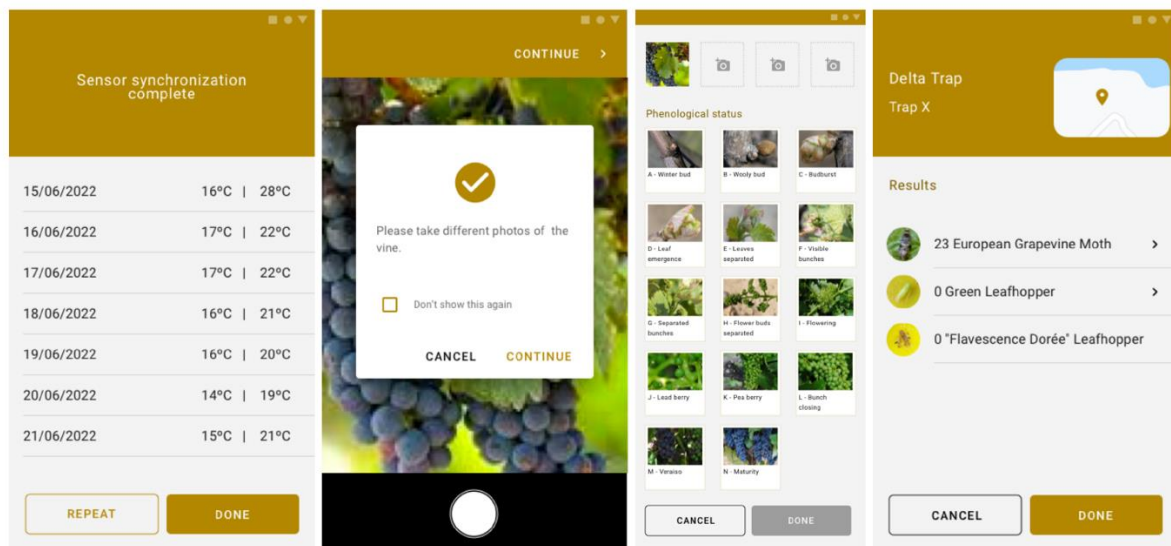 Sensor synchronization
complete
15/06/2022 16ºC | 28ºC
16/06/2022 17ºC | 22ºC
17/06/2022 17ºC | 22ºC
18/06/2022 16ºC | 21ºC
19/06/2022 16ºC | 20ºC
20/06/2022 14ºC | 19ºC
21/06/2022 15ºC | 21ºC
REPEAT DONE
CONTINUE >
Please take different photos of the
vine.
Don't show this again
CANCEL CONTINUE
Phenological status
A - Winter bud
B - Wooly bud
C - Budburst
D - Leaf
emergence
E - Leaves
separated
F - Visible
bunches
G - Separated
bunches
H - Flower buds
separated
I - Flowering
J - Lead berry
K - Pea berry
L - Bunch
closing
M - Veraiso
N - Maturity
CANCEL DONE
Delta Trap
Trap X
Results
23 European Grapevine Moth >
0 Green Leafhopper >
0 "Flavescence Dorée" Leafhopper
CANCEL DONE